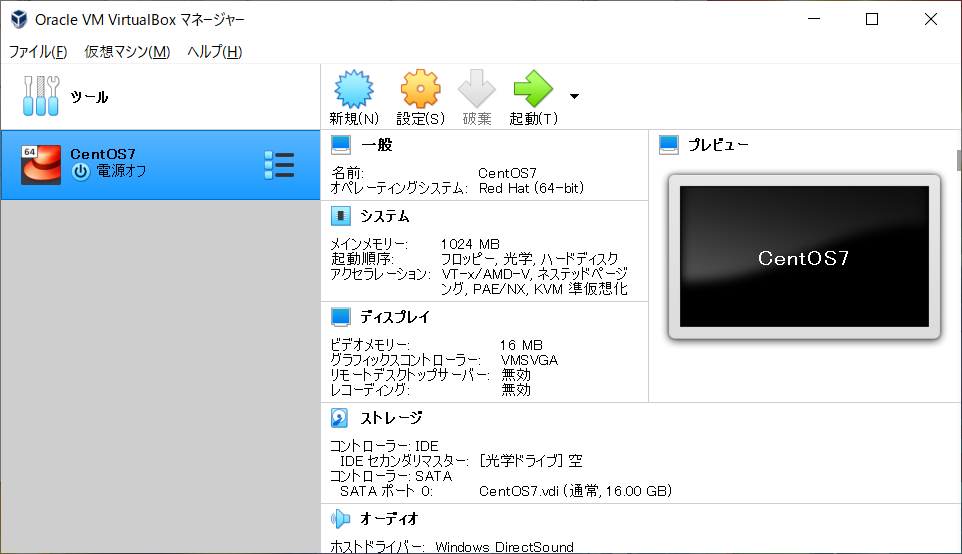 Oracle VM VirtualBox マネージャー
ファイル(F) 仮想マシン(M) ヘルプ(H)
ツール
新規(N) 設定(S) 破棄 起動(T)
64
CentOS7
電源オフ
一般
名前: CentOS7
オペレーティングシステム: Red Hat (64-bit)
システム
メインメモリー: 1024 MB
起動順序: フロッピー, 光学, ハードディスク
アクセラレーション: VT-x/AMD-V, ネステッドページ
ング, PAE/NX, KVM 準仮想化
ディスプレイ
ビデオメモリー: 16 MB
グラフィックスコントローラー: VMSVGA
リモートデスクトップサーバー: 無効
レコーディング: 無効
プレビュー
CentOS7
ストレージ
コントローラー: IDE
IDE セカンダリマスター: [光学ドライブ] 空
コントローラー: SATA
SATA ポート 0: CentOS7.vdi (通常, 16.00 GB)
オーディオ
ホストドライバー: Windows DirectSound